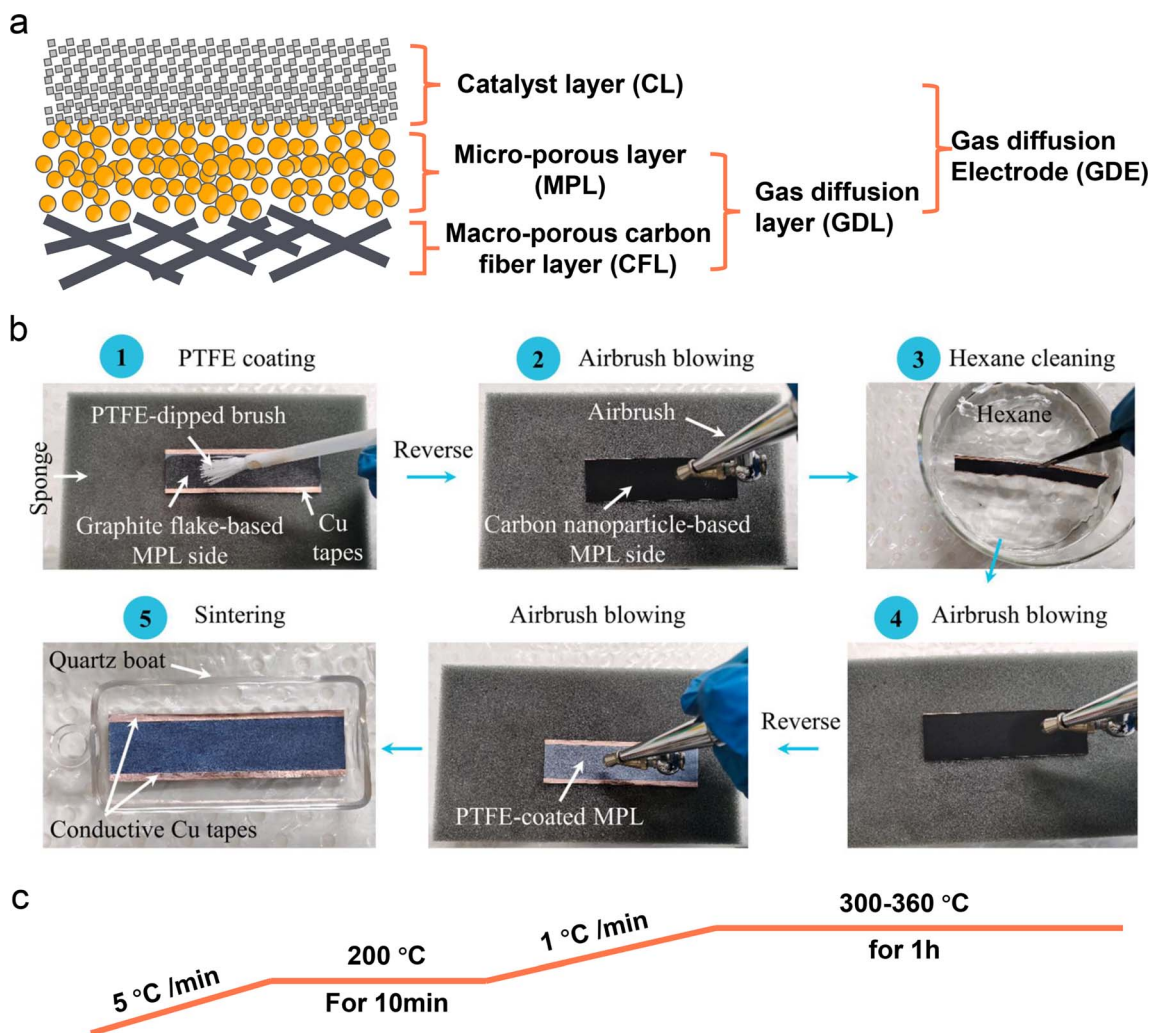 a
Catalyst layer (CL)
Micro-porous layer
(MPL)
Macro-porous carbon
fiber layer (CFL)
Gas diffusion
layer (GDL)
Gas diffusion
Electrode (GDE)
b
1 PTFE coating
PTFE-dipped brush
Sponge
Graphite flake-based
MPL side
Cu
tapes
Reverse
2 Airbrush blowing
Airbrush
Carbon nanoparticle-based
MPL side
3 Hexane cleaning
Hexane
4 Airbrush blowing
Reverse
Airbrush blowing
PTFE-coated MPL
5 Sintering
Quartz boat
Conductive Cu tapes
c
5 °C /min
200 °C
For 10min
1 °C /min
300-360 °C
for 1h